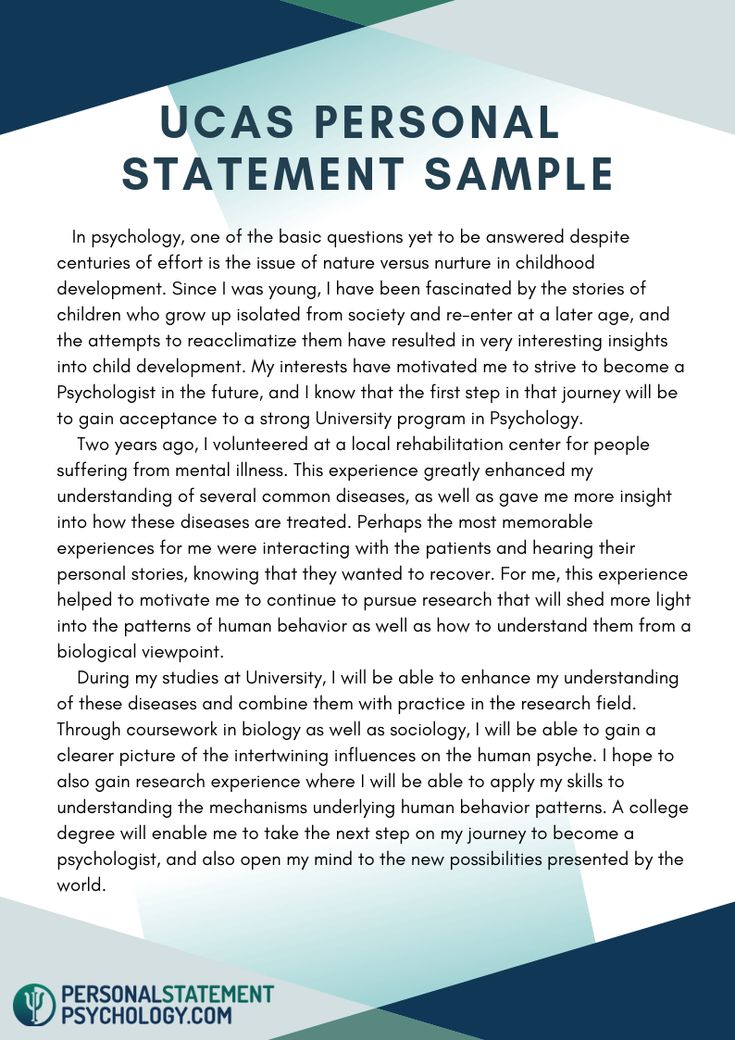 UCAS PERSONAL
STATEMENT SAMPLE
In psychology, one of the basic questions yet to be answered despite
centuries of effort is the issue of nature versus nurture in childhood
development. Since I was young, I have been fascinated by the stories of
children who grow up isolated from society and re-enter at a later age, and
the attempts to reacclimatize them have resulted in very interesting insights
into child development. My interests have motivated me to strive to become a
Psychologist in the future, and I know that the first step in that journey will be
to gain acceptance to a strong University program in Psychology.
Two years ago, I volunteered at a local rehabilitation center for people
suffering from mental illness. This experience greatly enhanced my
understanding of several common diseases, as well as gave me more insight
into how these diseases are treated. Perhaps the most memorable
experiences for me were interacting with the patients and hearing their
personal stories, knowing that they wanted to recover. For me, this experience
helped to motivate me to continue to pursue research that will shed more light
into the patterns of human behavior as well as how to understand them from a
biological viewpoint.
During my studies at University, I will be able to enhance my understanding
of these diseases and combine them with practice in the research field.
Through coursework in biology as well as sociology, I will be able to gain a
clearer picture of the intertwining influences on the human psyche. I hope to
also gain research experience where I will be able to apply my skills to
understanding the mechanisms underlying human behavior patterns. A college
degree will enable me to take the next step on my journey to become a
psychologist, and also open my mind to the new possibilities presented by the
world.
PERSONALSTATEMENT
PSYCHOLOGY.COM